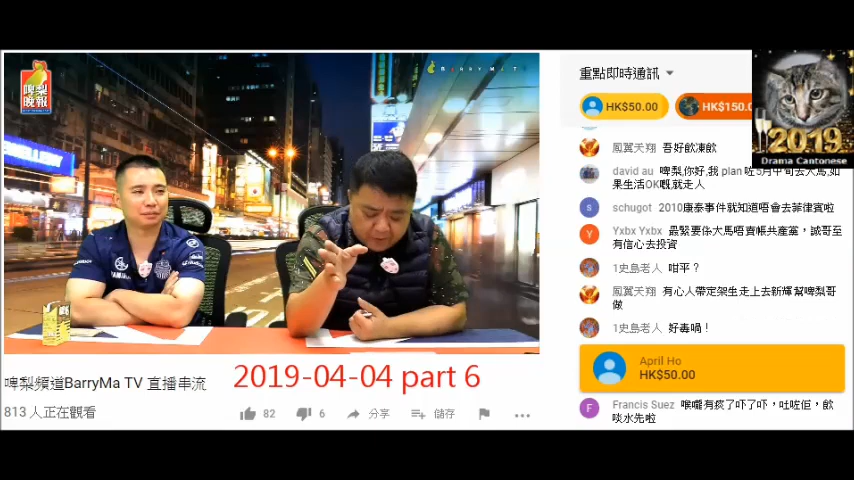 啤梨晚報
BARRYMA T
JEWELLERY
啤梨頻道BarryMa TV 直播串流
2019-04-04 part 6
813 人正在觀看
82
6
分享
儲存
重點即時通訊
HK$50.00
HK$150.0
鳳翼天翔 吾好飲凍飲
david au 啤梨,你好,我 plan 咗5月中旬去大馬,如
果生活OK嘅就走人
schugot 2010康泰事件就知道唔會去菲律賓啦
Yxbx Yxbx 最緊要係大馬唔賣帳共產黨，誠哥至
有信心去投資
1史島老人 咁平？
鳳翼天翔 有心人帶定架生走上去新輝幫啤梨哥
做
1史島老人 好毒喎！
April Ho
HK$50.00
Francis Suez 喉嚨有痰了吓了吓，吐咗佢，飲
啖水先啦
2019
Drama Cantonese